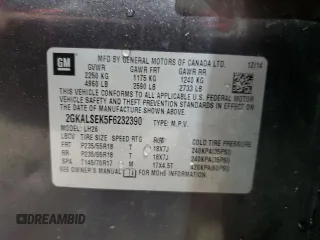 GM
MFD BY GENERAL MOTORS OF CANADA LTD. 12/14
GVWR GAWR FRT GAWR RR
2250 KG 1175 KG 1240 KG
4960 LB 2590 LB 2733 LB
THIS VEHICLE CONFORMS TO ALL APPLICABLE U.S. FEDERAL MOTOR VEHICLE SAFETY, BUMPER, AND THEFT PREVENTION STANDARDS IN EFFECT ON THE DATE OF MANUFACTURE SHOWN ABOVE.
2GKALSEK5F6232390 TYPE: M.P.V.
MODEL: LH26
TIRE SIZE SPEED RTG RIM COLD TIRE PRESSURE
FRT P235/55R18 T 18X7J 240KPA(35PSI)
RR P235/55R18 T 18X7J 240KPA(35PSI)
SPA T145/70R17 M 17X4.5T 420KPA(60PSI)
SEE OWNER'S MANUAL FOR ADDITIONAL INFORMATION.
EPIC
DREAMBID